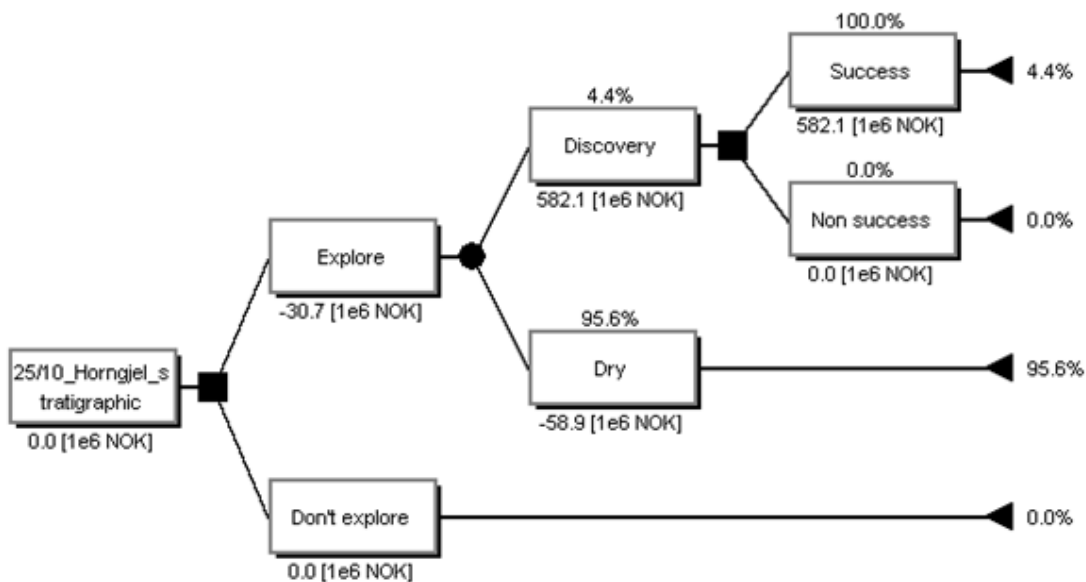 100.0%
Success
4.4%
582.1 [1e6 NOK]
4.4%
Discovery
582.1 [1e6 NOK]
0.0%
Non success
0.0%
0.0 [1e6 NOK]
Explore
-30.7 [1e6 NOK]
95.6%
Dry
95.6%
-58.9 [1e6 NOK]
25/10_Horngjel_s
tratigraphic
0.0 [1e6 NOK]
Don't explore
0.0%
0.0 [1e6 NOK]